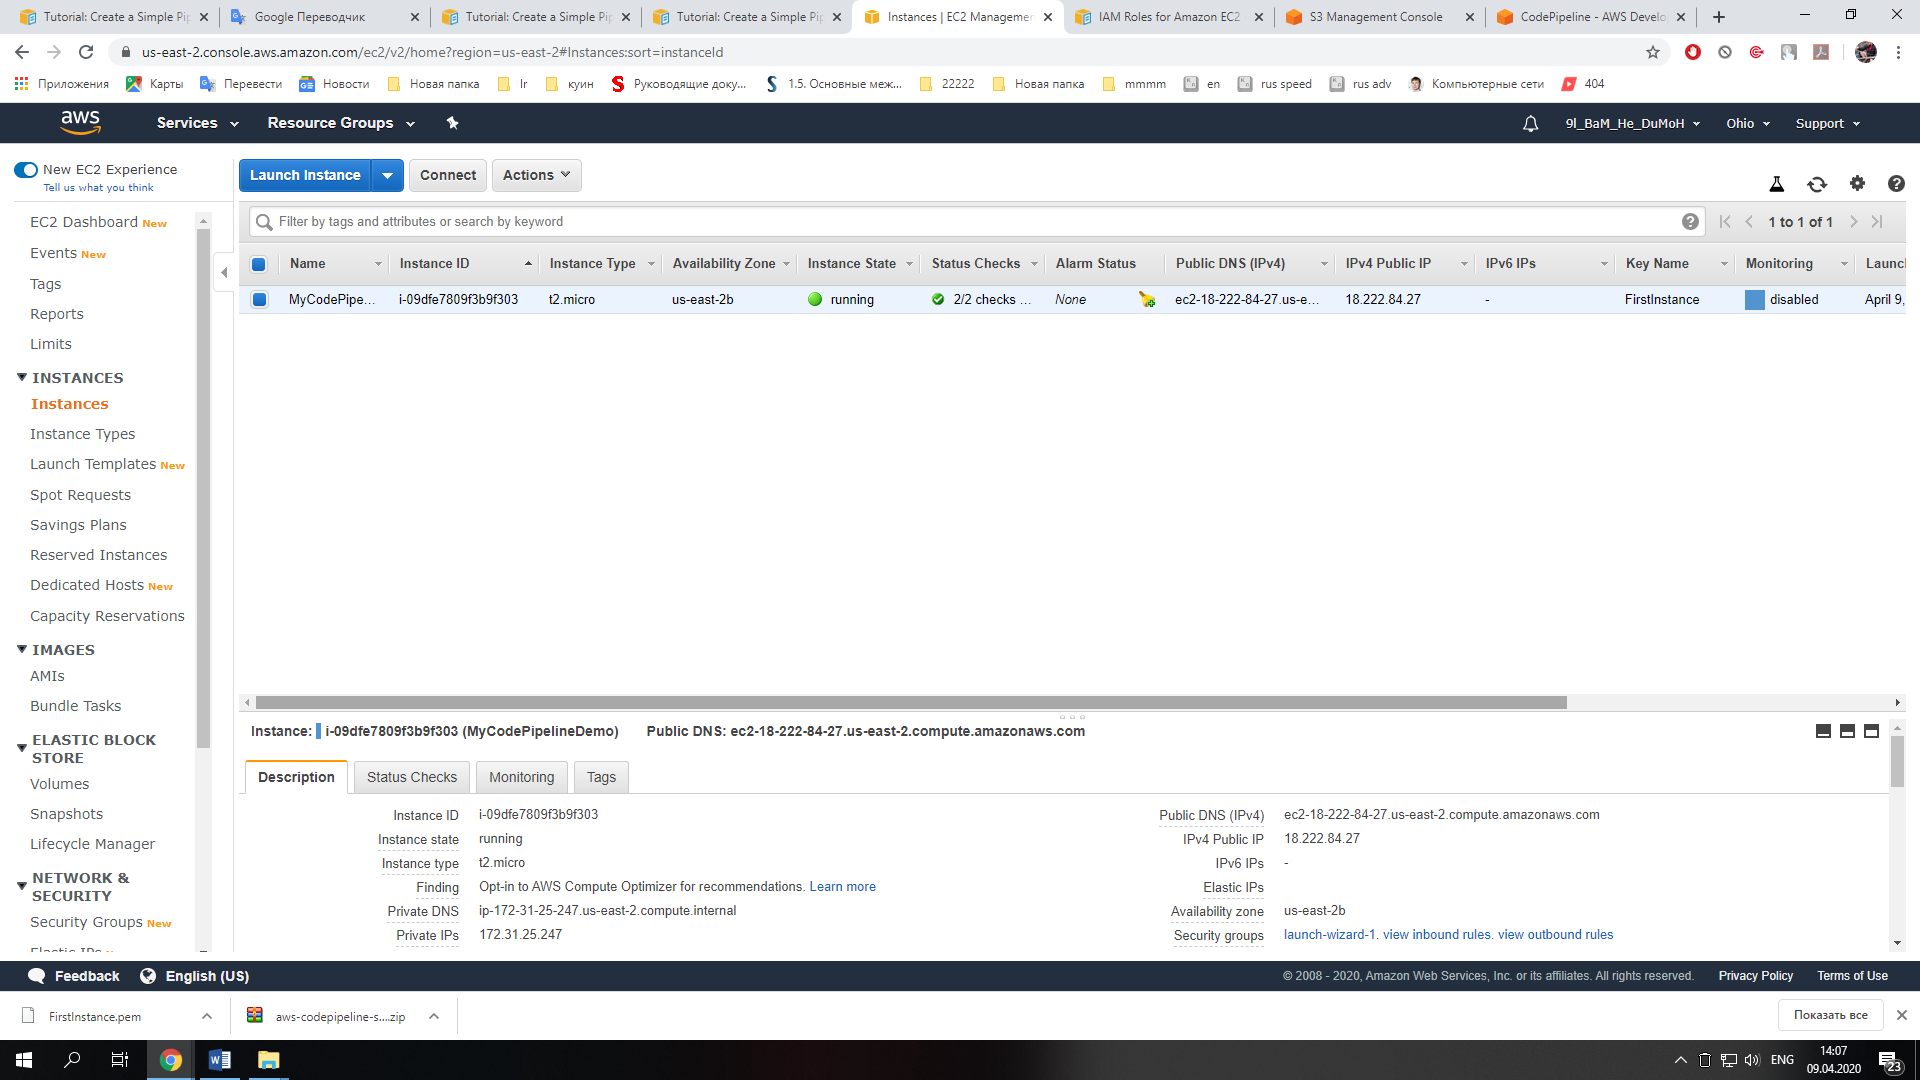 Tutorial: Create a Simple Pip
Google Переводчик
Tutorial: Create a Simple Pip
Tutorial: Create a Simple Pip
Instances | EC2 Managemen
IAM Roles for Amazon EC2
S3 Management Console
CodePipeline - AWS Develo
us-east-2.console.aws.amazon.com/ec2/v2/home?region=us-east-2#Instances:sort=instanceId
Приложения
Карты
Перевести
Новости
Новая папка
lr
куин
Руководящие доку...
1.5. Основные меж...
22222
Новая папка
mmmm
en
rus speed
rus adv
Компьютерные сети
404
aws
Services
Resource Groups
9l_BaM_He_DuMoH
Ohio
Support
New EC2 Experience
Tell us what you think
Launch Instance
Connect
Actions
EC2 Dashboard New
Events New
Tags
Reports
Limits
INSTANCES
Instances
Instance Types
Launch Templates New
Spot Requests
Savings Plans
Reserved Instances
Dedicated Hosts New
Capacity Reservations
IMAGES
AMIs
Bundle Tasks
ELASTIC BLOCK
STORE
Volumes
Snapshots
Lifecycle Manager
NETWORK &
SECURITY
Security Groups New
Elastic IPs
Filter by tags and attributes or search by keyword
1 to 1 of 1
Name
Instance ID
Instance Type
Availability Zone
Instance State
Status Checks
Alarm Status
Public DNS (IPv4)
IPv4 Public IP
IPv6 IPs
Key Name
Monitoring
Launc
MyCodePipe...
i-09dfe7809f3b9f303
t2.micro
us-east-2b
running
2/2 checks ...
None
ec2-18-222-84-27.us-e...
18.222.84.27
-
FirstInstance
disabled
April 9,
Instance: i-09dfe7809f3b9f303 (MyCodePipelineDemo) Public DNS: ec2-18-222-84-27.us-east-2.compute.amazonaws.com
Description
Status Checks
Monitoring
Tags
Instance ID i-09dfe7809f3b9f303
Instance state running
Instance type t2.micro
Finding Opt-in to AWS Compute Optimizer for recommendations. Learn more
Private DNS ip-172-31-25-247.us-east-2.compute.internal
Private IPs 172.31.25.247
Public DNS (IPv4) ec2-18-222-84-27.us-east-2.compute.amazonaws.com
IPv4 Public IP 18.222.84.27
IPv6 IPs -
Elastic IPs
Availability zone us-east-2b
Security groups launch-wizard-1. view inbound rules. view outbound rules
Feedback
English (US)
© 2008 - 2020, Amazon Web Services, Inc. or its affiliates. All rights reserved.
Privacy Policy
Terms of Use
FirstInstance.pem
aws-codepipeline-s....zip
Показать все
ENG
14:07
09.04.2020
23